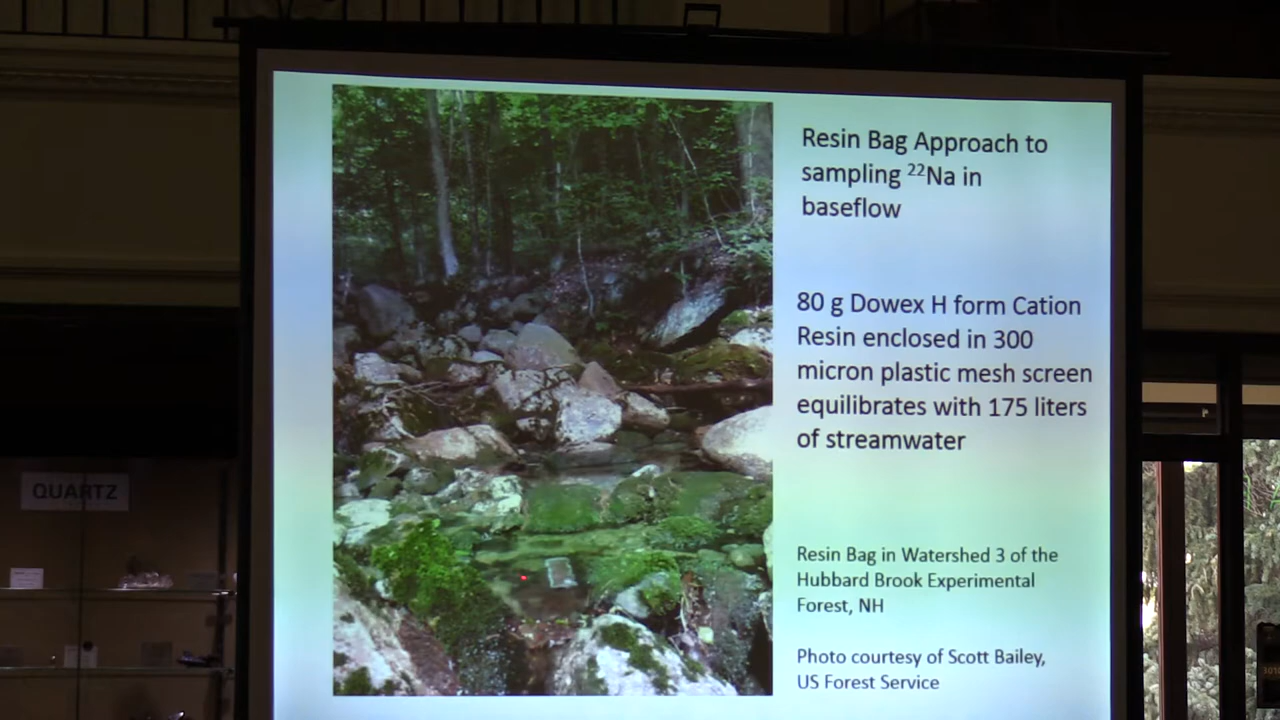 Resin Bag Approach to
sampling ²²Na in
baseflow
80 g Dowex H form Cation
Resin enclosed in 300
micron plastic mesh screen
equilibrates with 175 liters
of streamwater
Resin Bag in Watershed 3 of the
Hubbard Brook Experimental
Forest, NH
Photo courtesy of Scott Bailey,
US Forest Service
QUARTZ